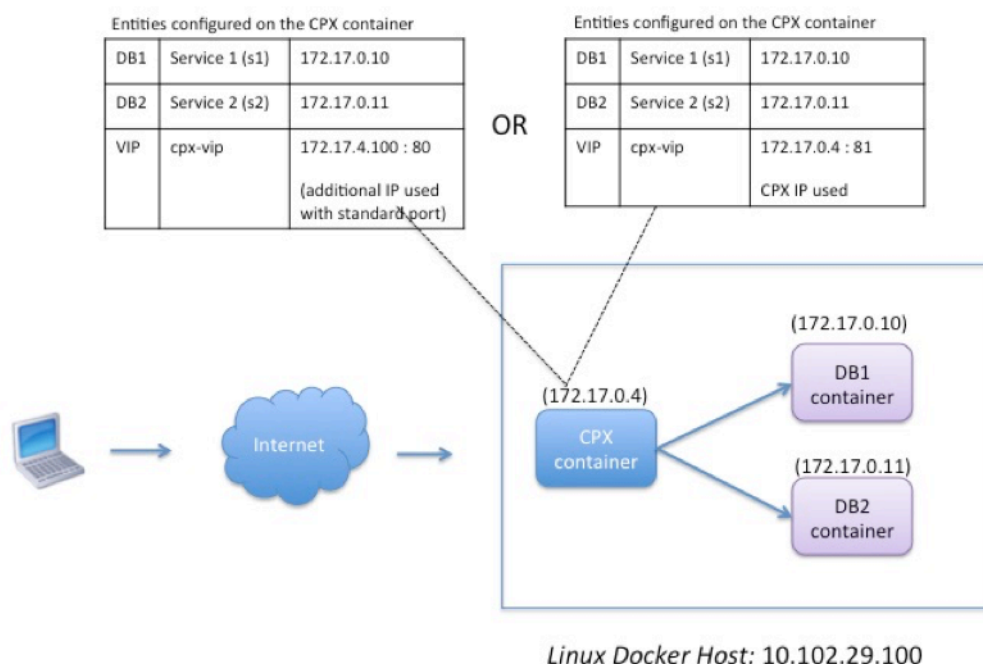 Entities configured on the CPX container
DB1 Service 1 (s1) 172.17.0.10
DB2 Service 2 (s2) 172.17.0.11
VIP cpx-vip 172.17.4.100 : 80
(additional IP used
with standard port)
OR
Entities configured on the CPX container
DB1 Service 1 (s1) 172.17.0.10
DB2 Service 2 (s2) 172.17.0.11
VIP cpx-vip 172.17.0.4 : 81
CPX IP used
Internet
(172.17.0.4)
CPX
container
(172.17.0.10)
DB1
container
(172.17.0.11)
DB2
container
Linux Docker Host: 10.102.29.100